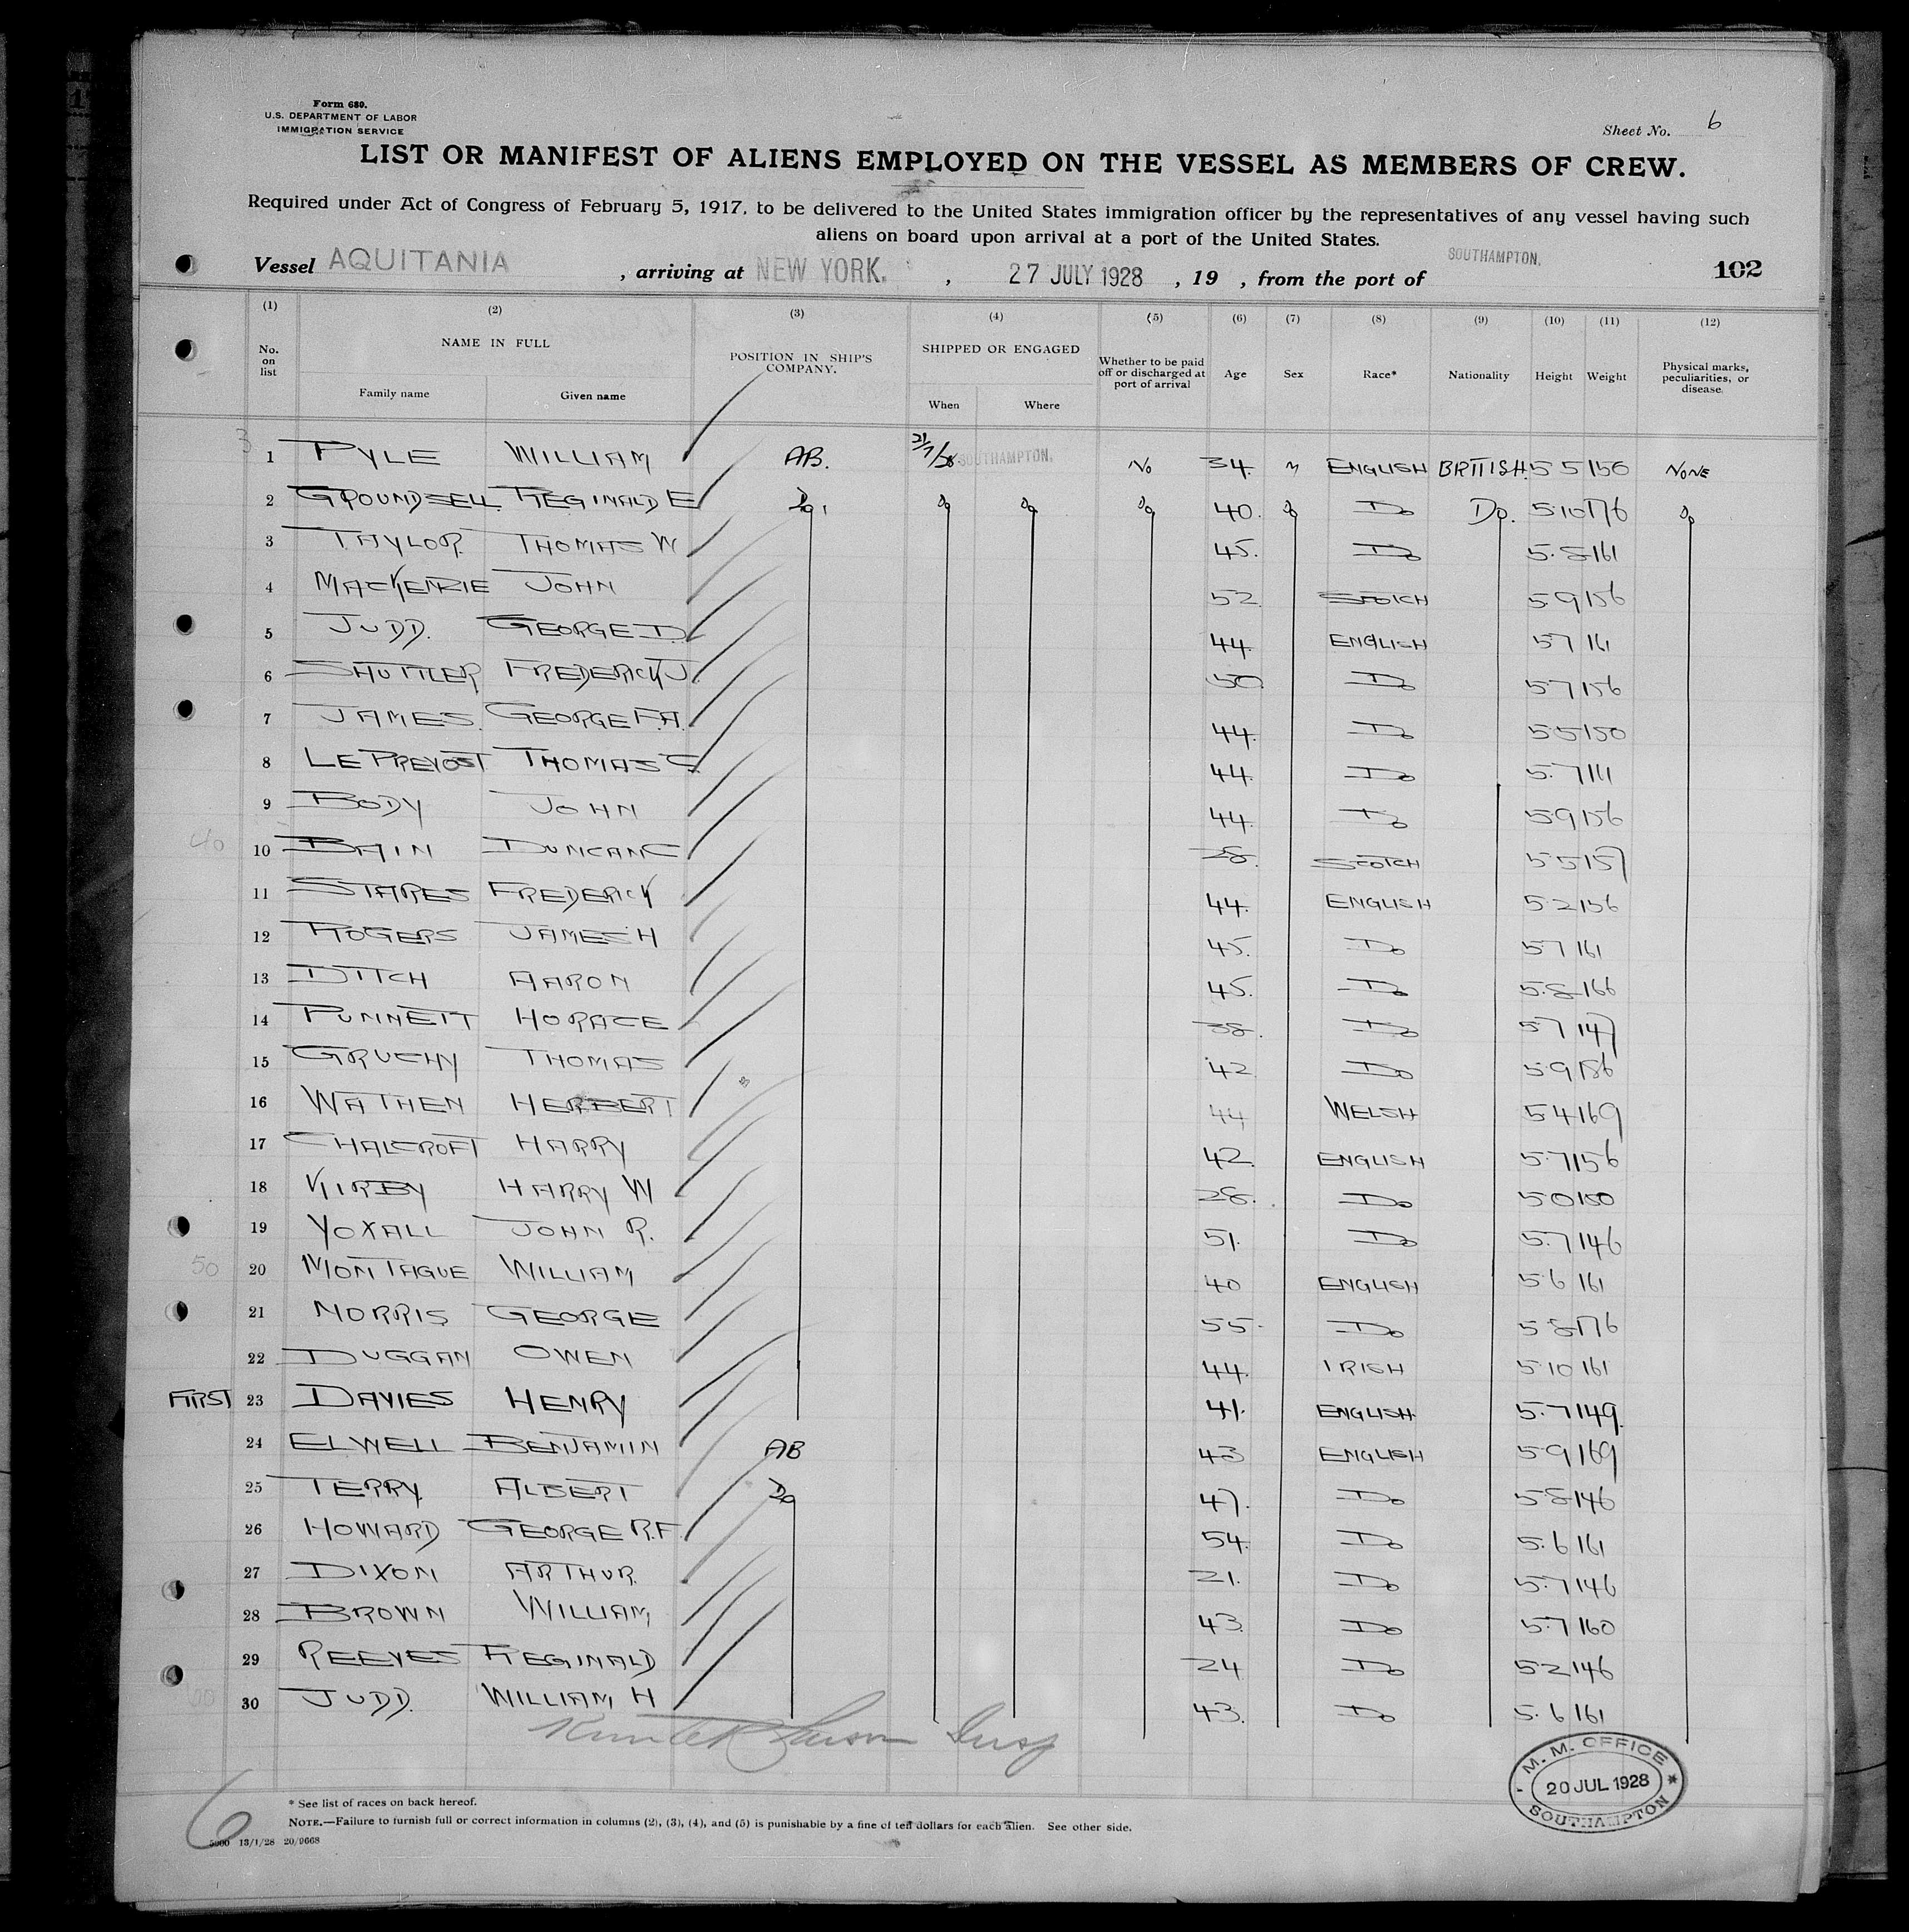 Form 680.
U.S. DEPARTMENT OF LABOR
IMMIGRATION SERVICE
Sheet No. 6
LIST OR MANIFEST OF ALIENS EMPLOYED ON THE VESSEL AS MEMBERS OF CREW.
Required under Act of Congress of February 5, 1917, to be delivered to the United States immigration officer by the representatives of any vessel having such
aliens on board upon arrival at a port of the United States.
Vessel AQUITANIA, arriving at NEW YORK., 27 JULY 1928, 19 , from the port of SOUTHAMPTON. 102
(1) (2) (3) (4) (5) (6) (7) (8) (9) (10) (11) (12)
No. on list NAME IN FULL POSITION IN SHIP'S COMPANY. SHIPPED OR ENGAGED Whether to be paid off or discharged at port of arrival Age Sex Race* Nationality Height Weight Physical marks, peculiarities, or disease.
Family name Given name When Where
1 PYLE WILLIAM AB. 21/7/28 SOUTHAMPTON. No 34. M ENGLISH BRITISH. 5 5 150 NONE
2 GROUNDSELL REGINALD E Do Do Do Do 40. Do Do Do. 5.10 176 Do
3 TAYLOR. THOMAS W 45. Do 5.8 161
4 MACKENZIE JOHN 52 SCOTCH 5 9 156
5 JUDD. GEORGE D. 44. ENGLISH 5 7 161
6 SHUTTLER FREDERICK J. 50 Do 5.7 156
7 JAMES. GEORGE F.A. 44. Do 5.5 150
8 LE PREVOST THOMAS C. 44. Do 5.7 141
9 BODY JOHN 44. Do 5.9 156
40
10 BAIN DUNCAN C 28. SCOTCH 5 5 157
11 STARES FREDERICK 44. ENGLISH 5.2 156
12 ROGERS JAMES H 45. Do 5 7 161
13 DITCH AARON 45. Do 5.8 166
14 PUNNETT HORACE 38. Do 5 7 147
15 GRUCHY THOMAS 42 Do 5.9 186
16 WATHEN HERBERT 44 WELSH 5 4 169
17 CHALCROFT HARRY 42. ENGLISH 5.7 156
18 KIRBY HARRY W 28. Do 5 0 150
19 YOXALL JOHN R. 51. Do 5.7 146
50
20 MONTAGUE WILLIAM 40 ENGLISH 5 6 161
21 NORRIS GEORGE 55. Do 5 8 176
22 DUGGAN OWEN 44. IRISH 5.10 161
FIRST 23 DAVIES HENRY 41. ENGLISH. 5.7 149.
24 ELWELL BENJAMIN AB 43 ENGLISH 5 9 169
25 TERRY. ALBERT Do 47. Do 5 8 146
26 HOWARD GEORGE R.F. 54. Do 5.6 161
27 DIXON ARTHUR. 21. Do 5.7 146
28 BROWN WILLIAM 43. Do 5.7 160
29 REEVES REGINALD 24 Do 5.2 146
30 JUDD. WILLIAM H 43. Do 5.6 161
Insp
M. M. OFFICE
20 JUL 1928
SOUTHAMPTON
6
* See list of races on back hereof.
NOTE.—Failure to furnish full or correct information in columns (2), (3), (4), and (5) is punishable by a fine of ten dollars for each alien. See other side.
5000 13/1/28 20/9668